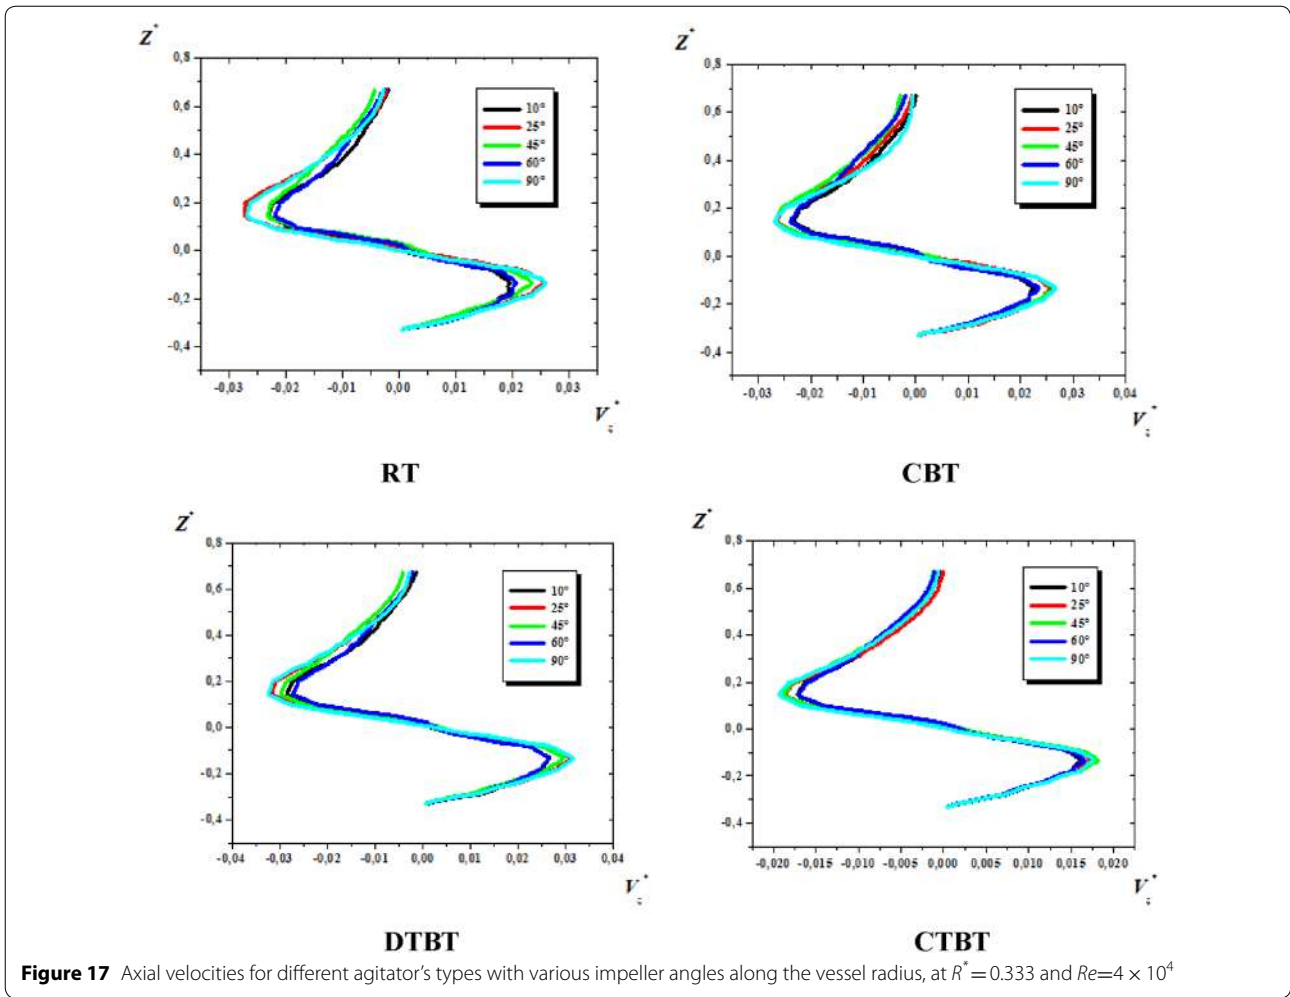 Z*
0,8
0,6
0,4
0,2
0,0
-0,2
-0,4
10°
25°
45°
60°
90°
-0,03 -0,02 -0,01 0,00 0,01 0,02 0,03
V*
RT
Z*
0,8
0,6
0,4
0,2
0,0
-0,2
-0,4
10°
25°
45°
60°
90°
-0,03 -0,02 -0,01 0,00 0,01 0,02 0,03 0,04
V*
CBT
Z*
0,8
0,6
0,4
0,2
0,0
-0,2
-0,4
10°
25°
45°
60°
90°
-0,04 -0,03 -0,02 -0,01 0,00 0,01 0,02 0,03 0,04
V*
DTBT
Z*
0,8
0,6
0,4
0,2
0,0
-0,2
-0,4
10°
25°
45°
60°
90°
-0,020 -0,015 -0,010 -0,005 0,000 0,005 0,010 0,015 0,020
V*
CTBT
Figure 17 Axial velocities for different agitator's types with various impeller angles along the vessel radius, at R* = 0.333 and Re=4 × 10⁴